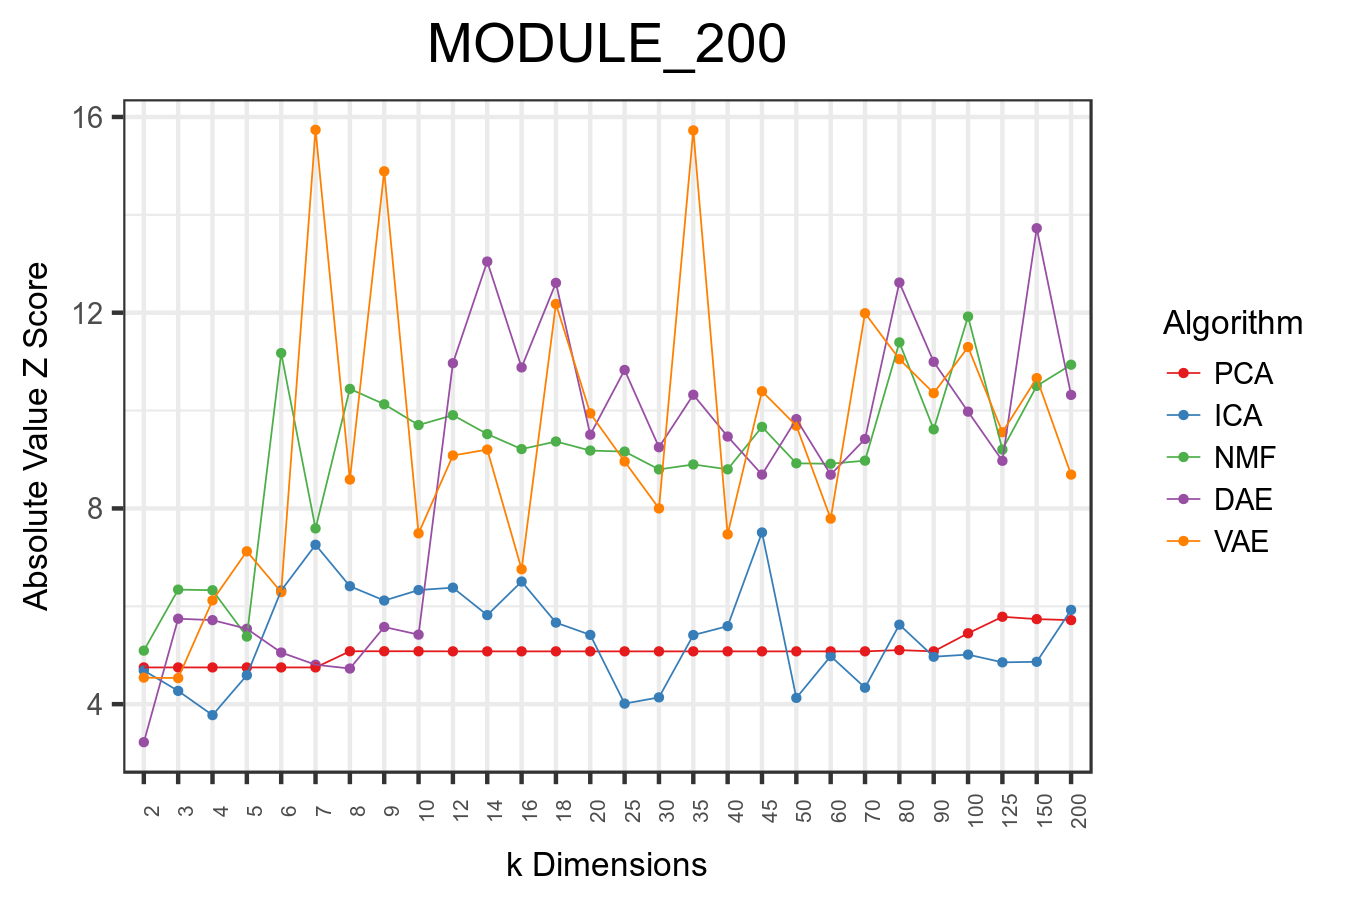 MODULE_200
Absolute Value Z Score
16
12
8
4
2 3 4 5 6 7 8 9 10 12 14 16 18 20 25 30 35 40 45 50 60 70 80 90 100 125 150 200
k Dimensions
Algorithm
PCA
ICA
NMF
DAE
VAE